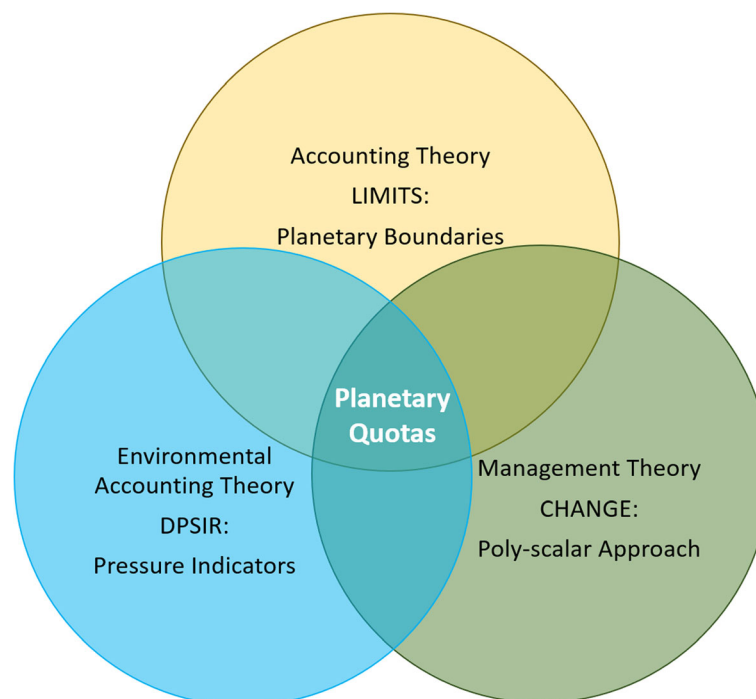 Accounting Theory
LIMITS:
Planetary Boundaries
Planetary
Quotas
Environmental
Accounting Theory
DPSIR:
Pressure Indicators
Management Theory
CHANGE:
Poly-scalar Approach